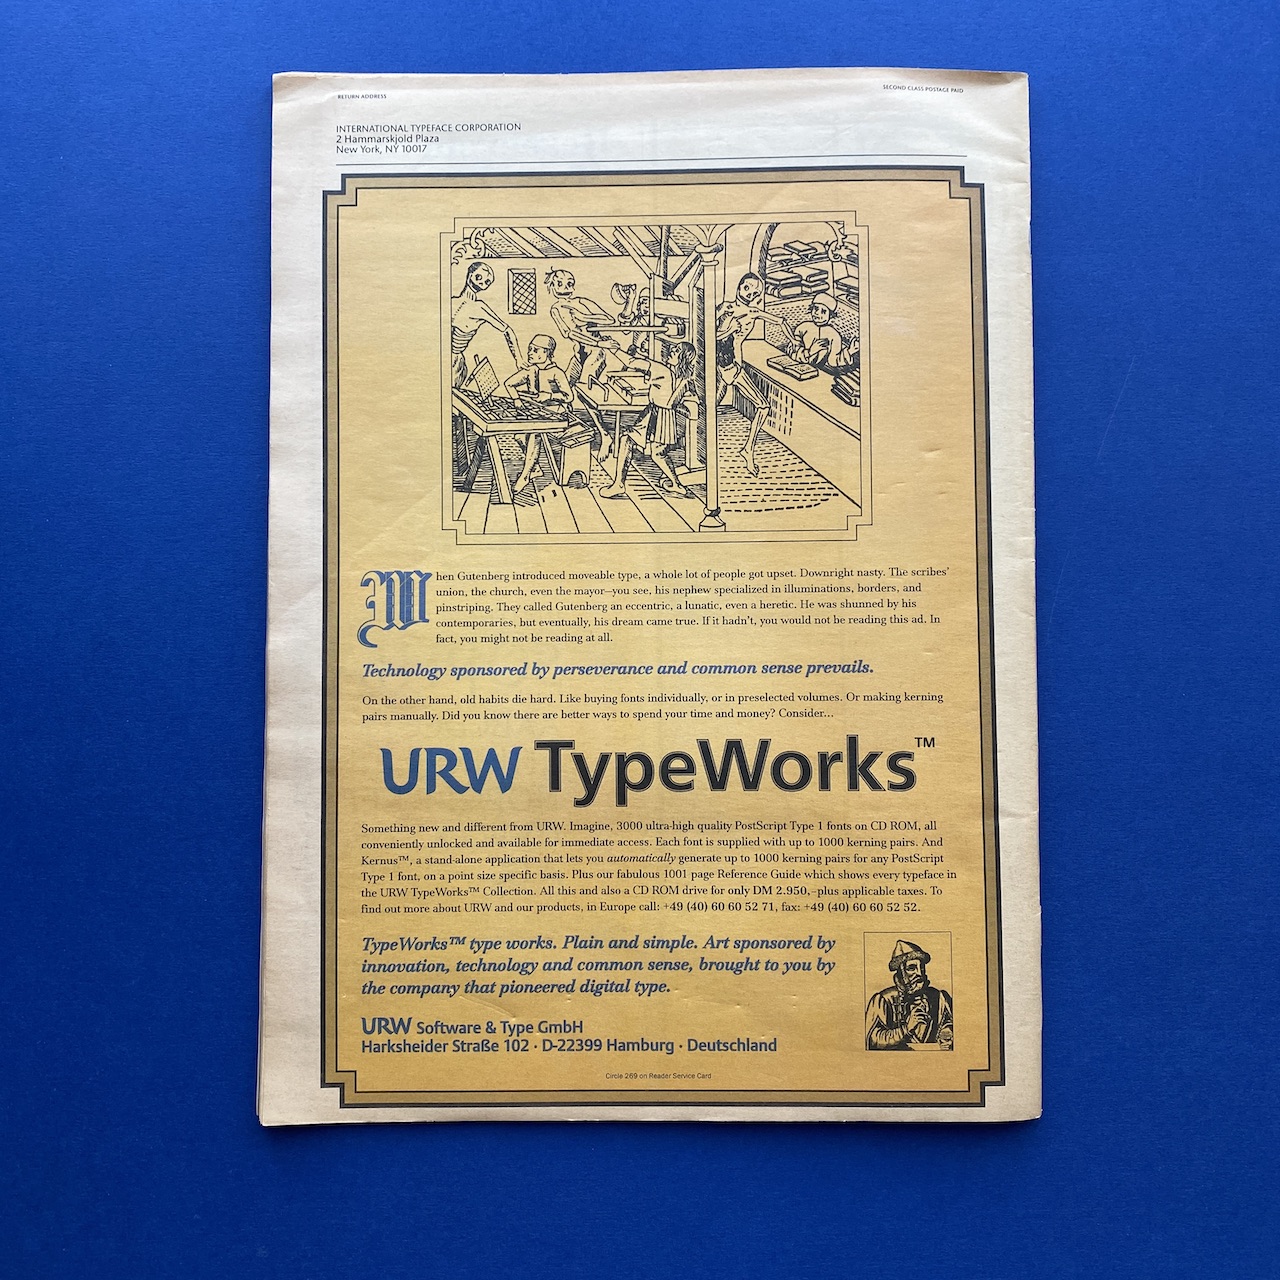 RETURN ADDRESS
SECOND CLASS POSTAGE PAID
INTERNATIONAL TYPEFACE CORPORATION
2 Hammarskjold Plaza
New York, NY 10017
When Gutenberg introduced moveable type, a whole lot of people got upset. Downright nasty. The scribes’
union, the church, even the mayor–you see, his nephew specialized in illuminations, borders, and
pinstriping. They called Gutenberg an eccentric, a lunatic, even a heretic. He was shunned by his
contemporaries, but eventually, his dream came true. If it hadn’t, you would not be reading this ad. In
fact, you might not be reading at all.
Technology sponsored by perseverance and common sense prevails.
On the other hand, old habits die hard. Like buying fonts individually, or in preselected volumes. Or making kerning
pairs manually. Did you know there are better ways to spend your time and money? Consider...
URW TypeWorks™
Something new and different from URW. Imagine, 3000 ultra-high quality PostScript Type 1 fonts on CD ROM, all
conveniently unlocked and available for immediate access. Each font is supplied with up to 1000 kerning pairs. And
Kernus™, a stand-alone application that lets you automatically generate up to 1000 kerning pairs for any PostScript
Type 1 font, on a point size specific basis. Plus our fabulous 1001 page Reference Guide which shows every typeface in
the URW TypeWorks™ Collection. All this and also a CD ROM drive for only DM 2.950,–plus applicable taxes. To
find out more about URW and our products, in Europe call: +49 (40) 60 60 52 71, fax: +49 (40) 60 60 52 52.
TypeWorks™ type works. Plain and simple. Art sponsored by
innovation, technology and common sense, brought to you by
the company that pioneered digital type.
URW Software & Type GmbH
Harksheider Straße 102 · D-22399 Hamburg · Deutschland
Circle 269 on Reader Service Card